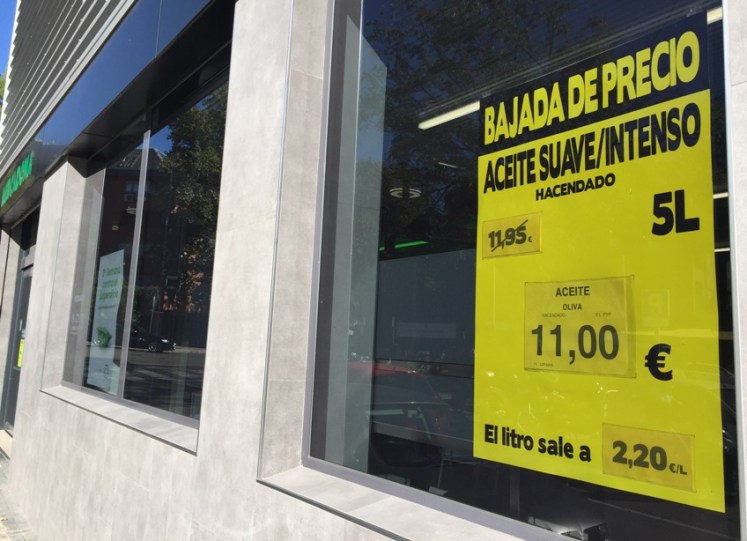 BAJADA DE PRECIO
ACEITE SUAVE/INTENSO
HACENDADO
5L
11,95 €
ACEITE
OLIVA
HACENDADO
11,00 €
El litro sale a 2,20 €/L